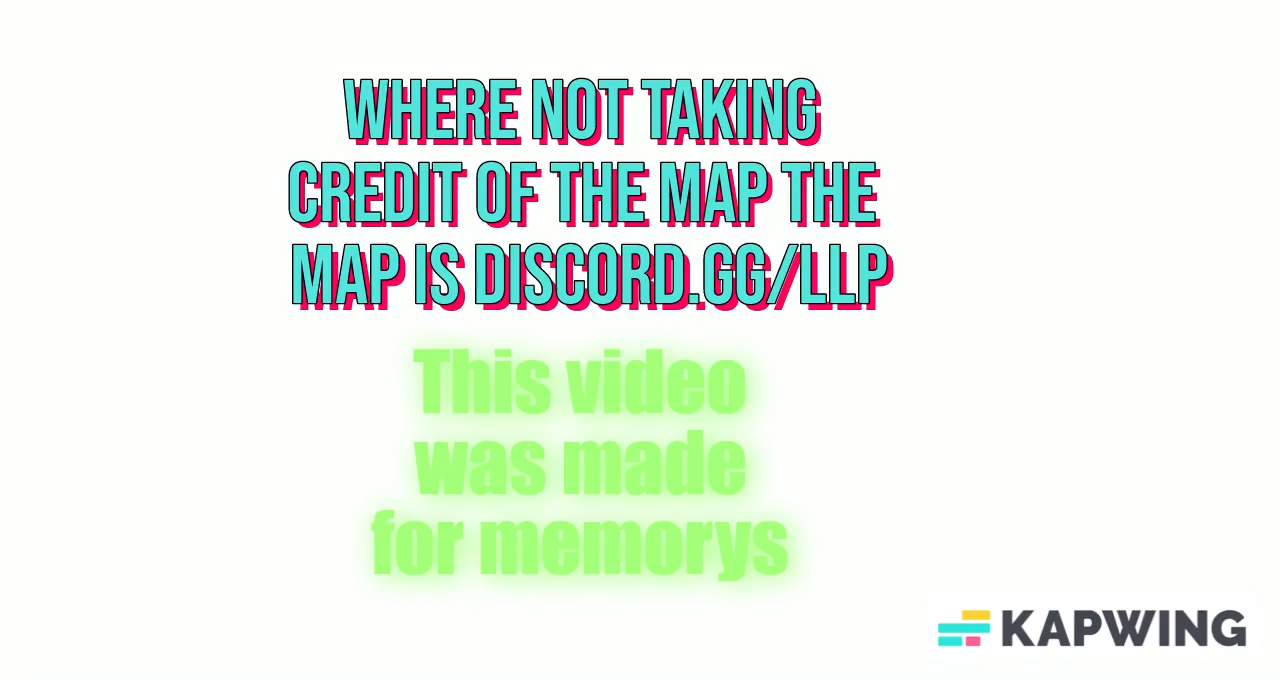 WHERE NOT TAKING
CREDIT OF THE MAP THE
MAP IS DISCORD.GG/LLP
This video
was made
for memorys
KAPWING